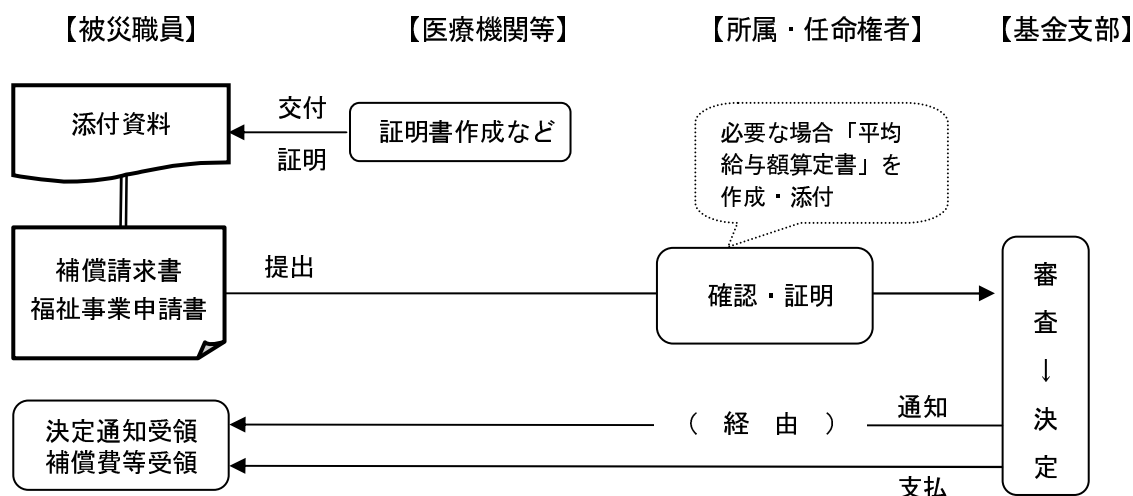 【被災職員】
【医療機関等】
【所属・任命権者】
【基金支部】
添付資料
交付
証明
証明書作成など
必要な場合「平均
給与額算定書」を
作成・添付
補償請求書
福祉事業申請書
提出
確認・証明
審
査
↓
決
定
決定通知受領
補償費等受領
（　経　由　）
通知
支払